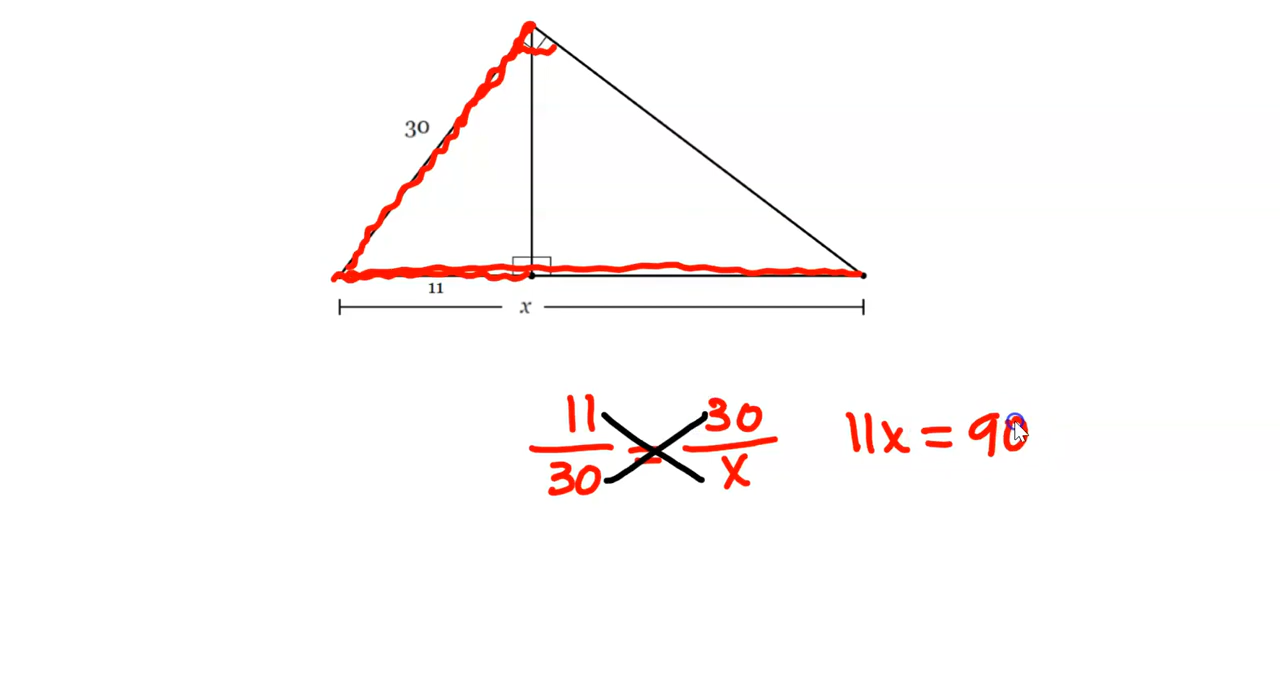 30
11
x
11/30 = 30/x
11x = 90